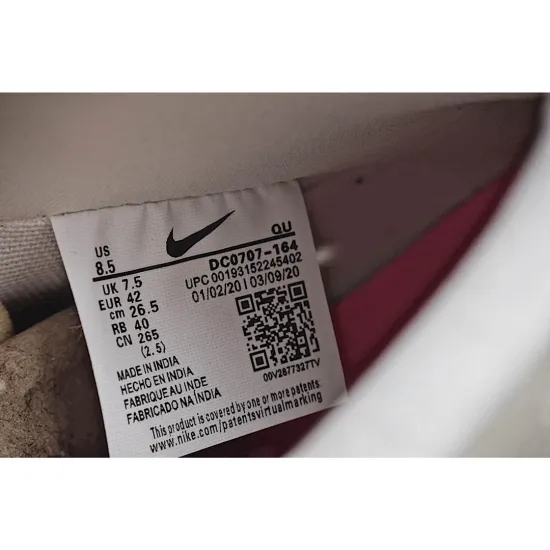 QU
US 8.5
DC0707-164
UK 7.5
UPC 00193152245402
EUR 42
01/02/20 | 03/09/20
cm 26.5
RB 40
CN 265
(2.5)
00V2877327TV
MADE IN INDIA
HECHO EN INDIA
FABRIQUE AU INDE
FABRICADO NA ÍNDIA
This product is covered by one or more patents.
www.nike.com/patentsvirtualmarking